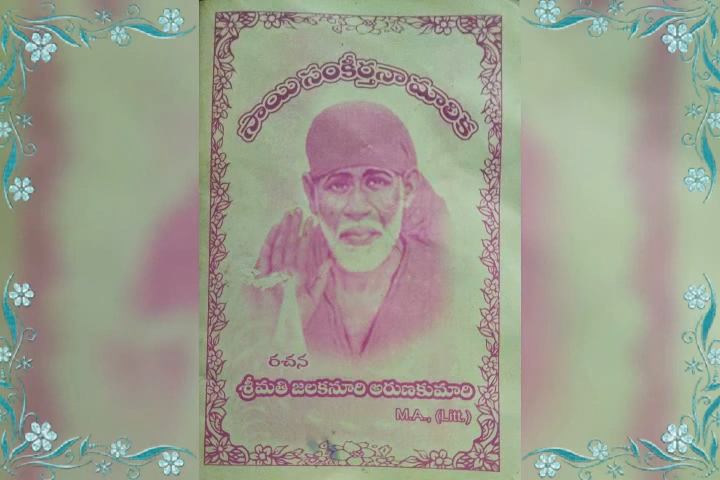 సాయి సంకీర్తనా మాలిక
రచన
శ్రీమతి జలకనూరి అరుణకుమారి
M.A., (Litt.)